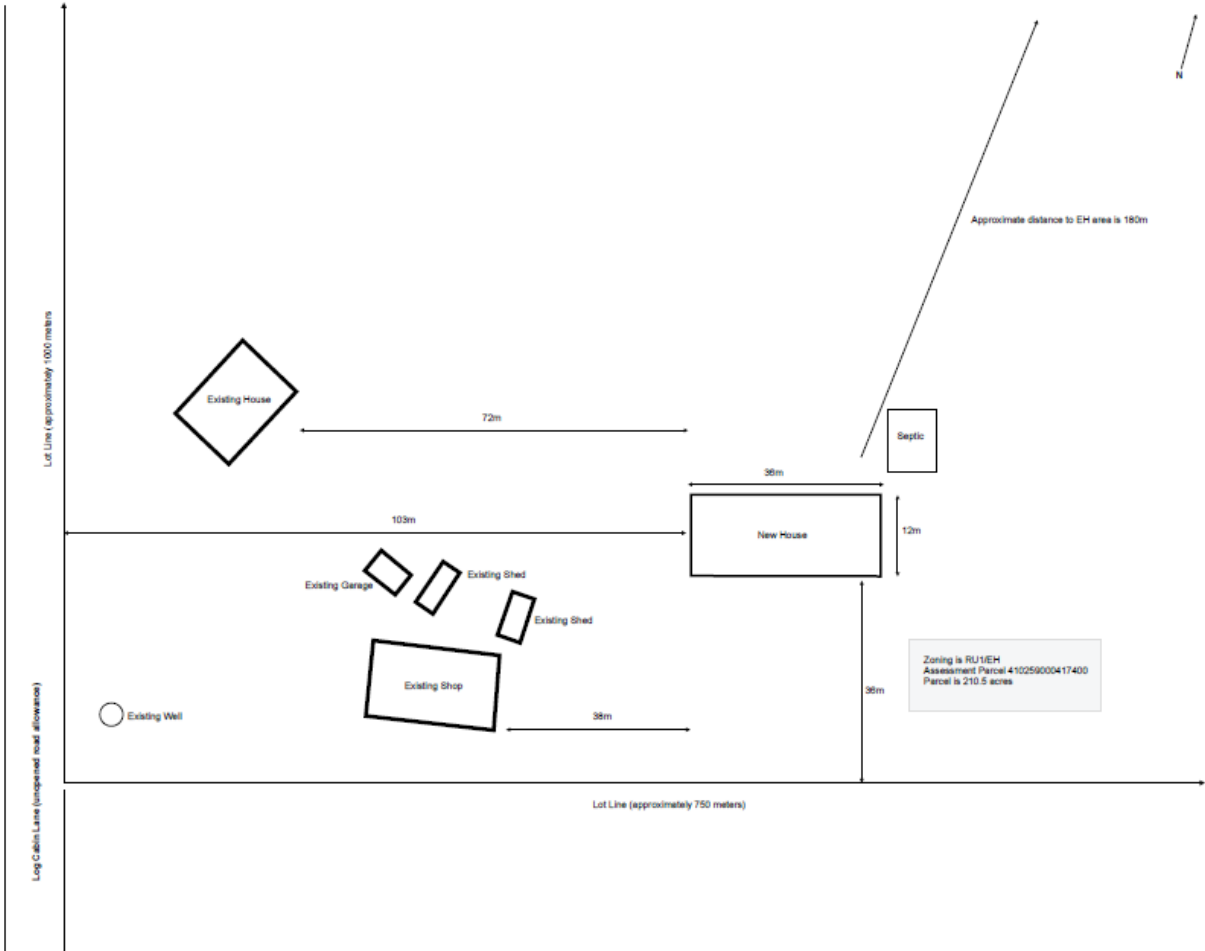 N
Approximate distance to EH area is 180m
Lot Line (approximately 1000 meters
Existing House
72m
Septic
36m
103m
New House
12m
Existing Garage
Existing Shed
Existing Shed
Zoning is RU1/EH
Assessment Parcel 410259000417400
Parcel is 210.5 acres
Existing Shop
36m
Existing Well
38m
Lot Line (approximately 750 meters)
Log Cabin Lane (unopened road allowance)